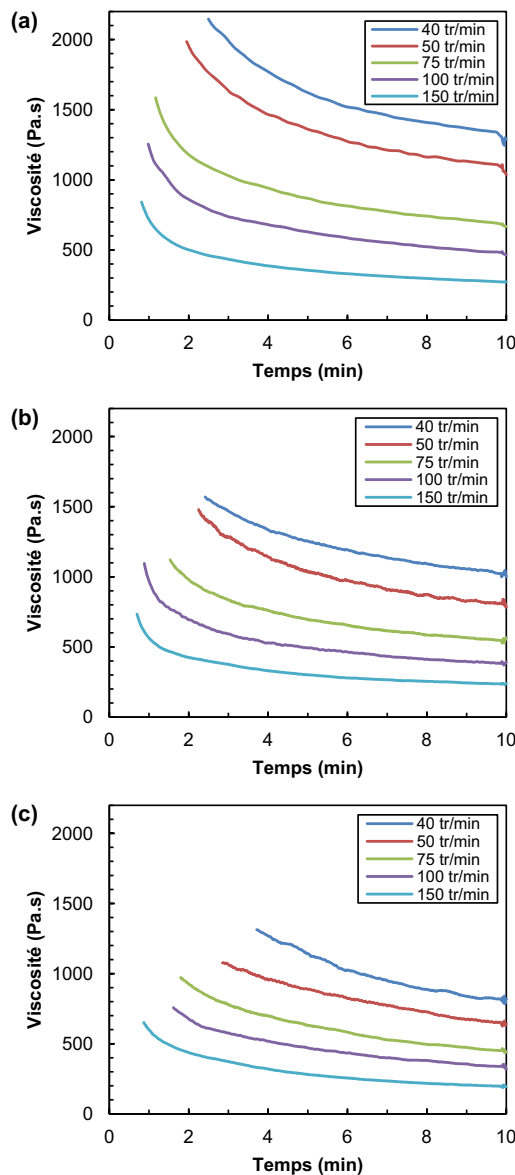 (a)
2000
1500
1000
500
0
Viscosité (Pa.s)
40 tr/min
50 tr/min
75 tr/min
100 tr/min
150 tr/min
0 2 4 6 8 10
Temps (min)
(b)
2000
1500
1000
500
0
Viscosité (Pa.s)
40 tr/min
50 tr/min
75 tr/min
100 tr/min
150 tr/min
0 2 4 6 8 10
Temps (min)
(c)
2000
1500
1000
500
0
Viscosité (Pa.s)
40 tr/min
50 tr/min
75 tr/min
100 tr/min
150 tr/min
0 2 4 6 8 10
Temps (min)